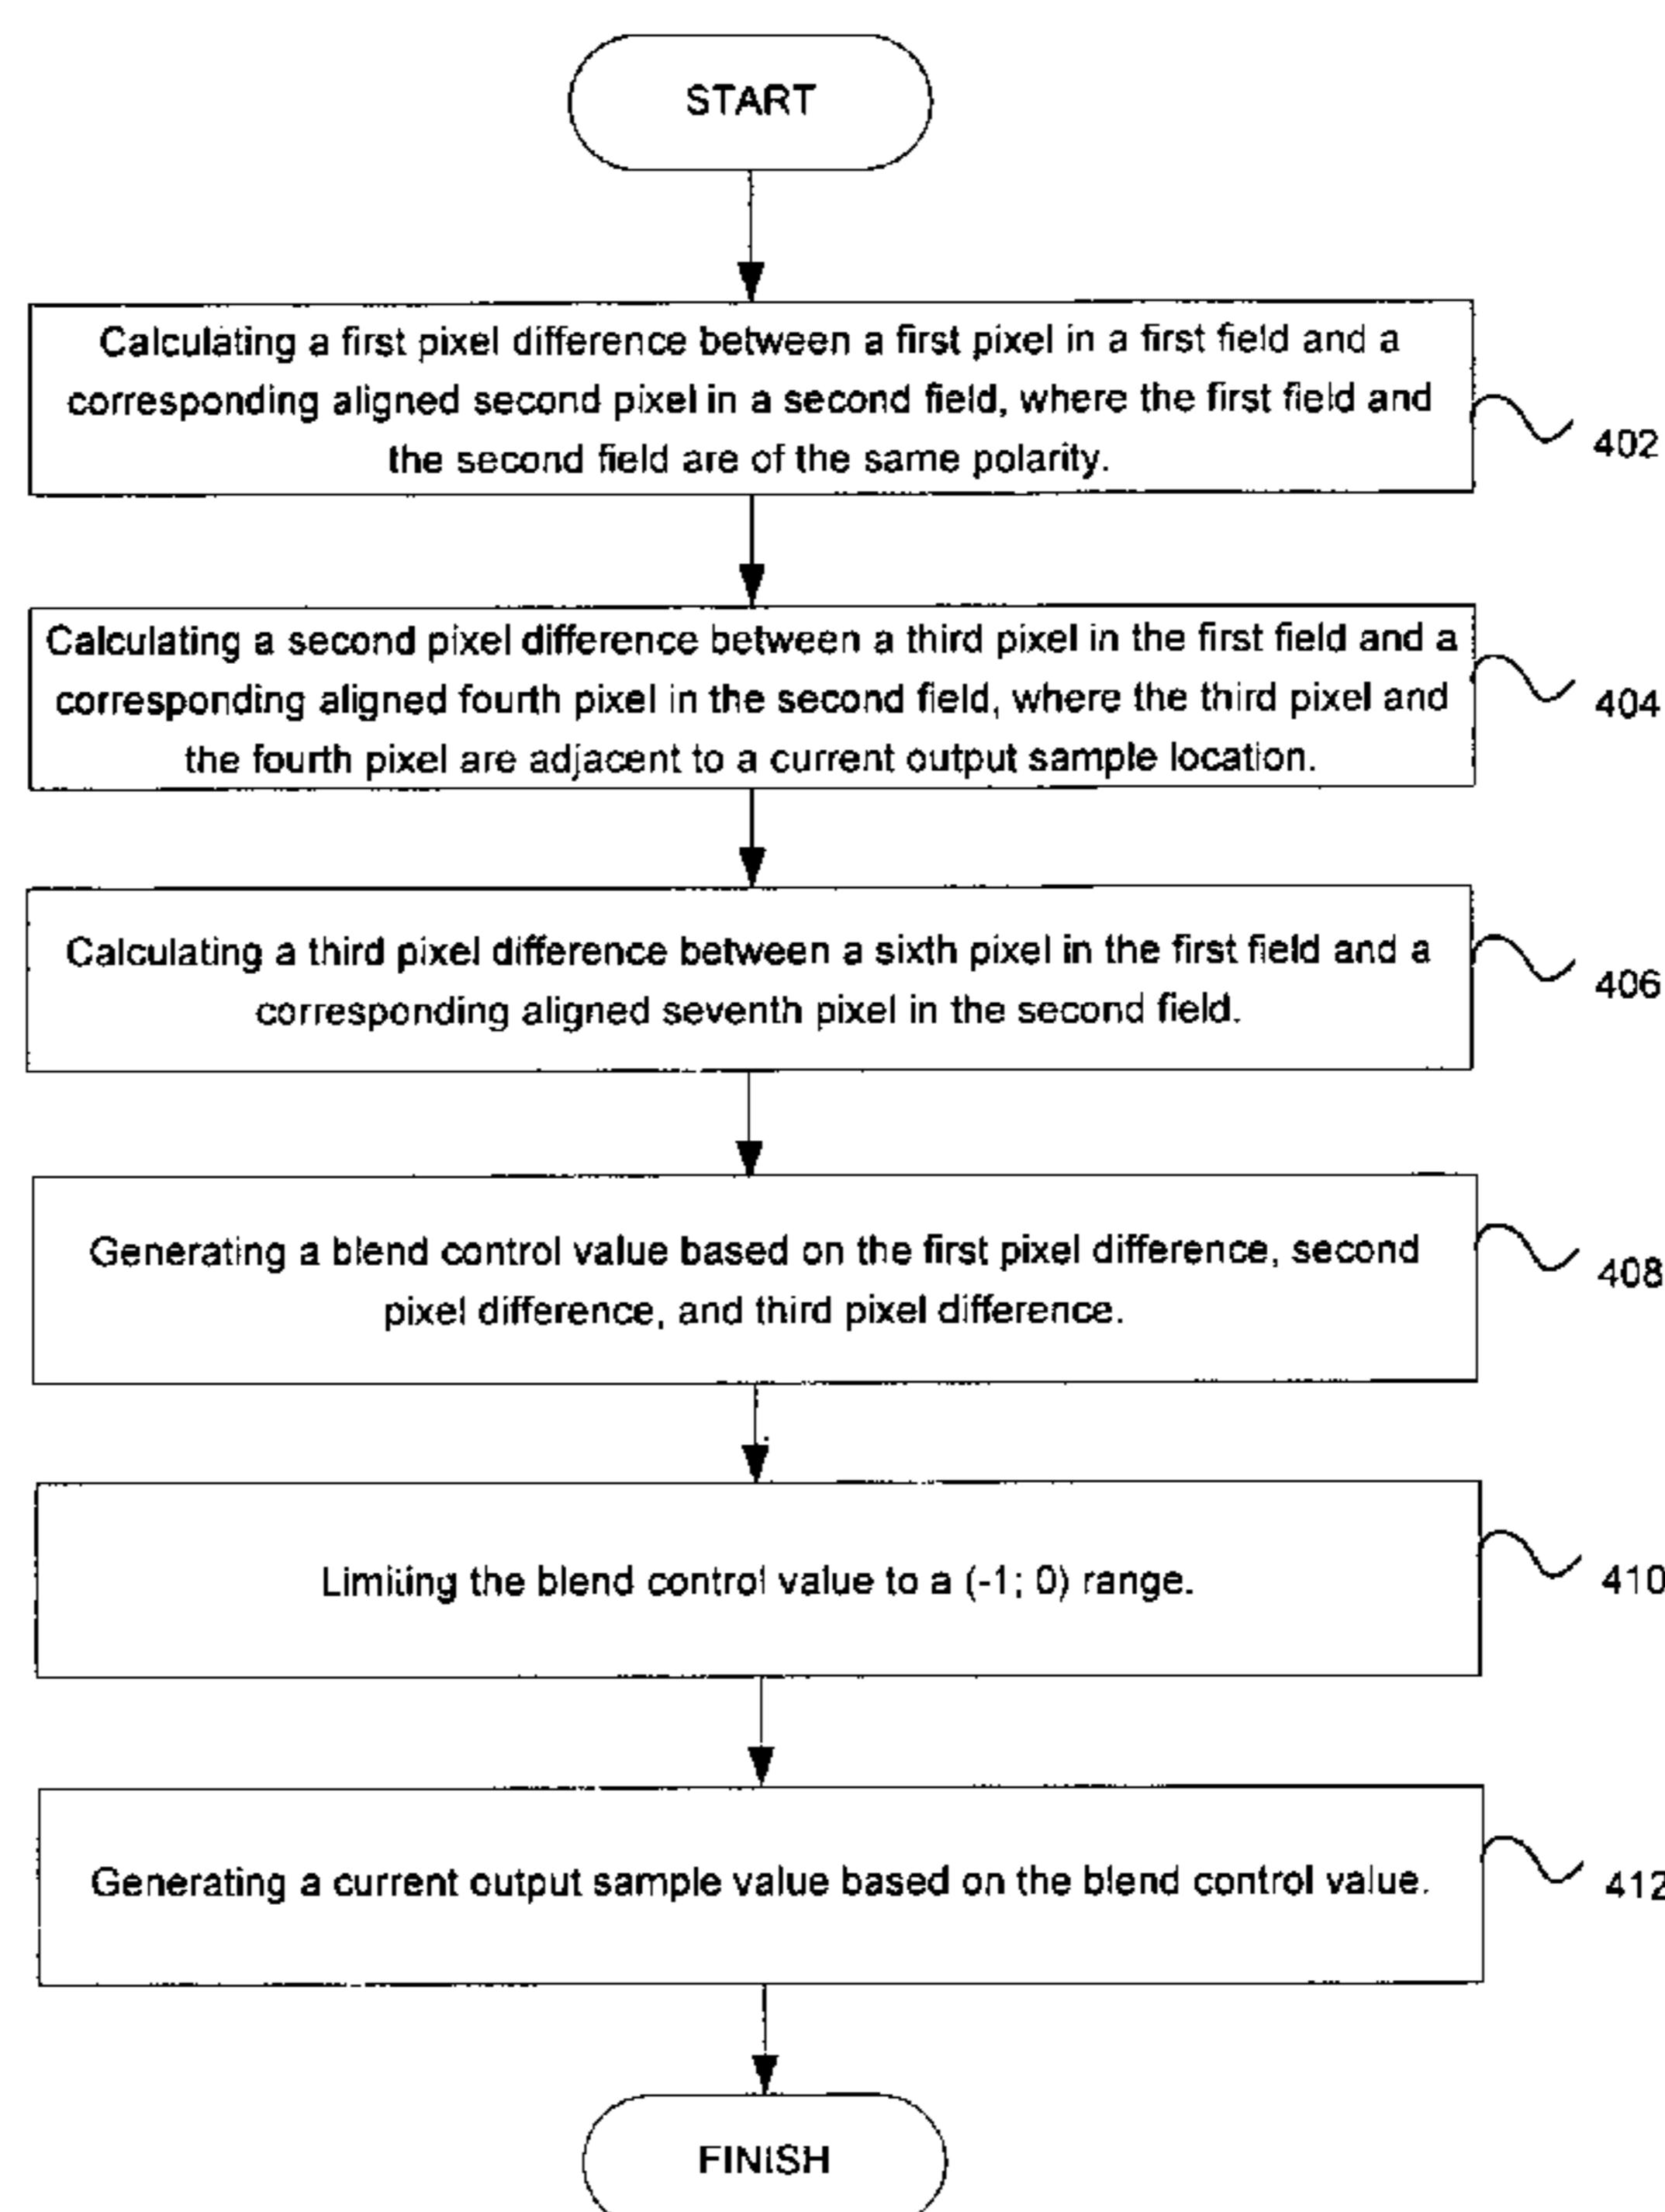 START
Calculating a first pixel difference between a first pixel in a first field and a
corresponding aligned second pixel in a second field, where the first field and
the second field are of the same polarity.
402
Calculating a second pixel difference between a third pixel in the first field and a
corresponding aligned fourth pixel in the second field, where the third pixel and
the fourth pixel are adjacent to a current output sample location.
404
Calculating a third pixel difference between a sixth pixel in the first field and a
corresponding aligned seventh pixel in the second field.
406
Generating a blend control value based on the first pixel difference, second
pixel difference, and third pixel difference.
408
Limiting the blend control value to a (-1; 0) range.
410
Generating a current output sample value based on the blend control value.
412
FINISH